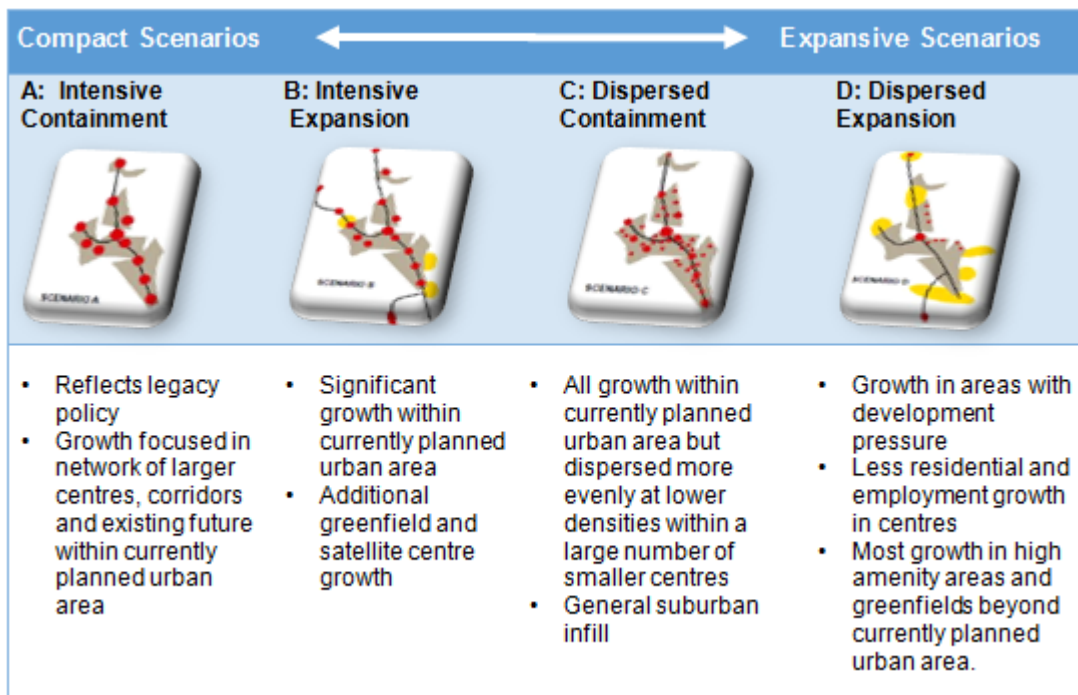 Compact Scenarios
Expansive Scenarios
A: Intensive
Containment
B: Intensive
Expansion
C: Dispersed
Containment
D: Dispersed
Expansion
SCENARIO A
SCENARIO B
SCENARIO C
SCENARIO D
• Reflects legacy
policy
• Growth focused in
network of larger
centres, corridors
and existing future
within currently
planned urban
area
• Significant
growth within
currently planned
urban area
• Additional
greenfield and
satellite centre
growth
• All growth within
currently planned
urban area but
dispersed more
evenly at lower
densities within a
large number of
smaller centres
• General suburban
infill
• Growth in areas with
development
pressure
• Less residential and
employment growth
in centres
• Most growth in high
amenity areas and
greenfields beyond
currently planned
urban area.